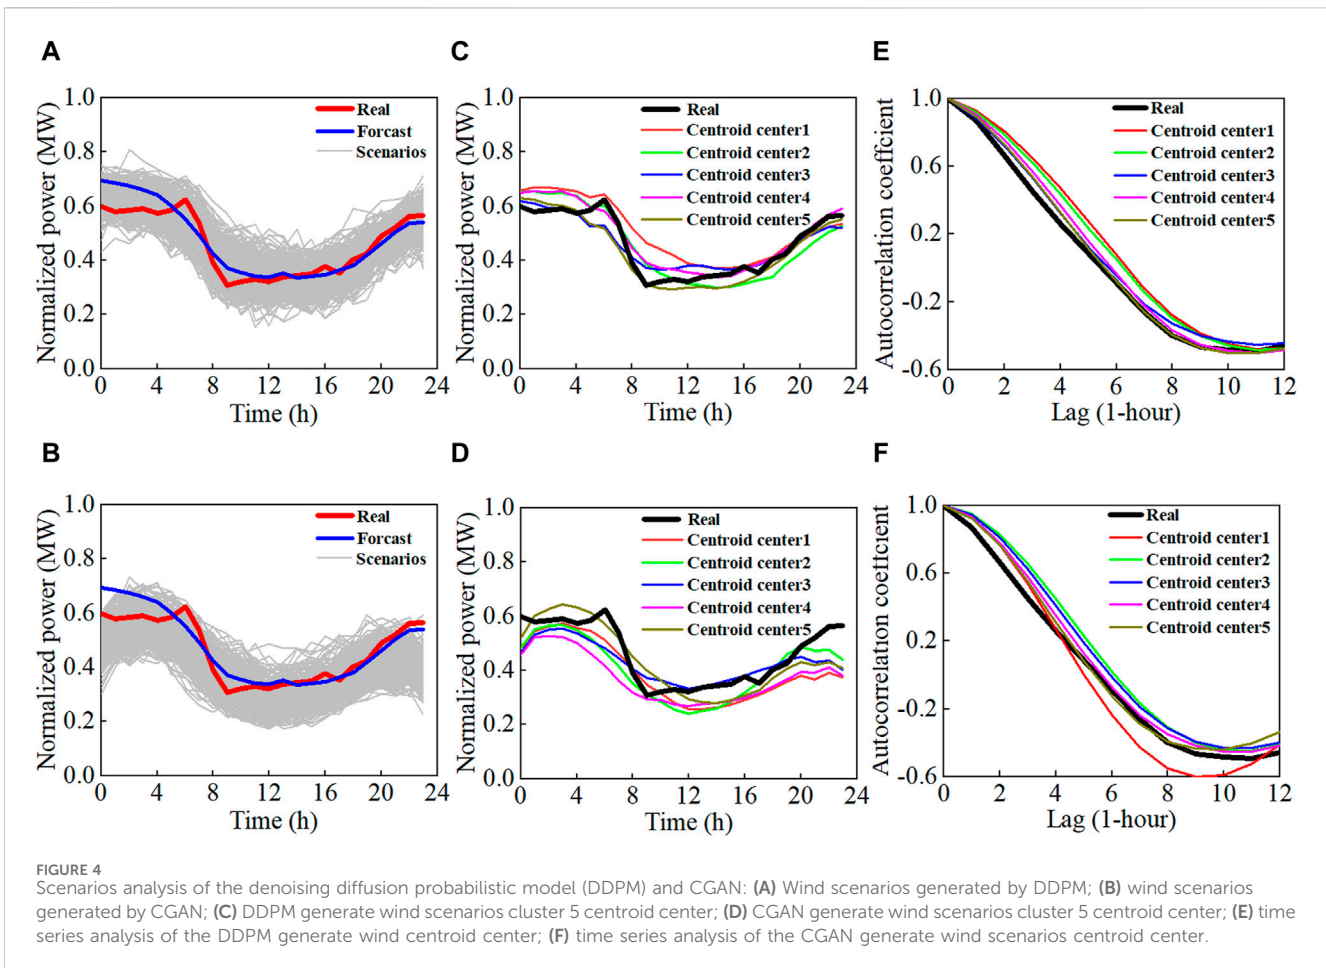 A
Normalized power (MW)
1.0
0.8
0.6
0.4
0.2
0.0
Real
Forcast
Scenarios
0 4 8 12 16 20 24
Time (h)
C
Normalized power (MW)
1.0
0.8
0.6
0.4
0.2
0.0
Real
Centroid center1
Centroid center2
Centroid center3
Centroid center4
Centroid center5
0 4 8 12 16 20 24
Time (h)
E
Autocorrelation coeffcient
1.0
0.6
0.2
-0.2
-0.6
Real
Centroid center1
Centroid center2
Centroid center3
Centroid center4
Centroid center5
0 2 4 6 8 10 12
Lag (1-hour)
B
Normalized power (MW)
1.0
0.8
0.6
0.4
0.2
0.0
Real
Forcast
Scenarios
0 4 8 12 16 20 24
Time (h)
D
Normalized power (MW)
1.0
0.8
0.6
0.4
0.2
0.0
Real
Centroid center1
Centroid center2
Centroid center3
Centroid center4
Centroid center5
0 4 8 12 16 20 24
Time (h)
F
Autocorrelation coettcient
1.0
0.6
0.2
-0.2
-0.6
Real
Centroid center1
Centroid center2
Centroid center3
Centroid center4
Centroid center5
0 2 4 6 8 10 12
Lag (1-hour)
FIGURE 4
Scenarios analysis of the denoising diffusion probabilistic model (DDPM) and CGAN: (A) Wind scenarios generated by DDPM; (B) wind scenarios
generated by CGAN; (C) DDPM generate wind scenarios cluster 5 centroid center; (D) CGAN generate wind scenarios cluster 5 centroid center; (E) time
series analysis of the DDPM generate wind centroid center; (F) time series analysis of the CGAN generate wind scenarios centroid center.